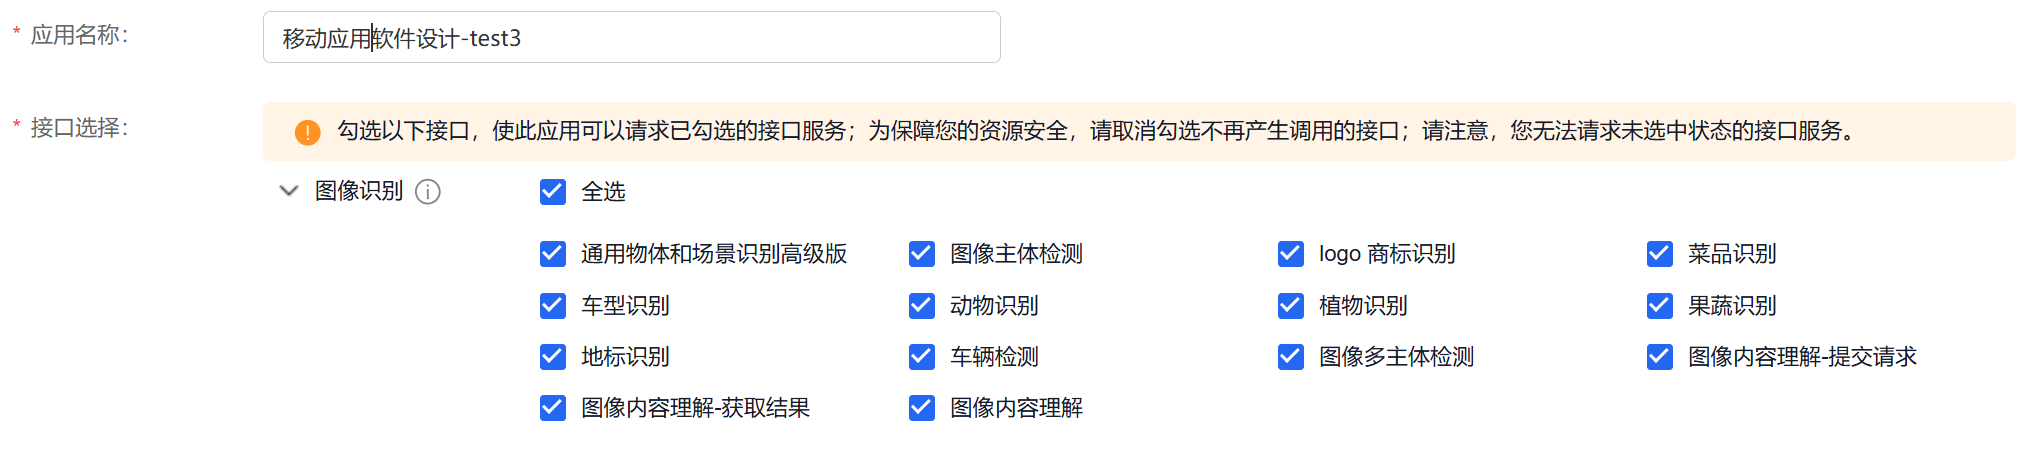 * 应用名称：
移动应用软件设计-test3
* 接口选择：
勾选以下接口，使此应用可以请求已勾选的接口服务；为保障您的资源安全，请取消勾选不再产生调用的接口；请注意，您无法请求未选中状态的接口服务。
图像识别 全选
通用物体和场景识别高级版 图像主体检测 logo 商标识别 菜品识别
车型识别 动物识别 植物识别 果蔬识别
地标识别 车辆检测 图像多主体检测 图像内容理解-提交请求
图像内容理解-获取结果 图像内容理解